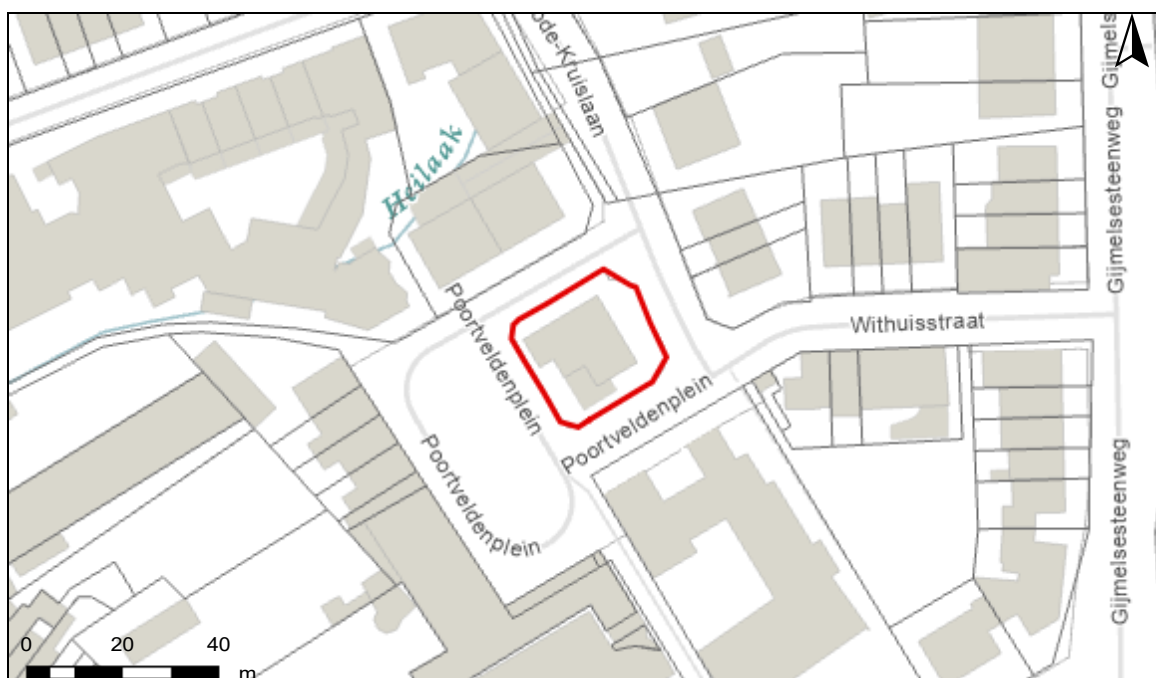 ode-Kruislaan
Gijmels
Heilaak
Gijmelsesteenweg
Poortveldenplein
Withuisstraat
Poortveldenplein
Poortveldenplein
Gijmelsesteenweg
0 20 40
m